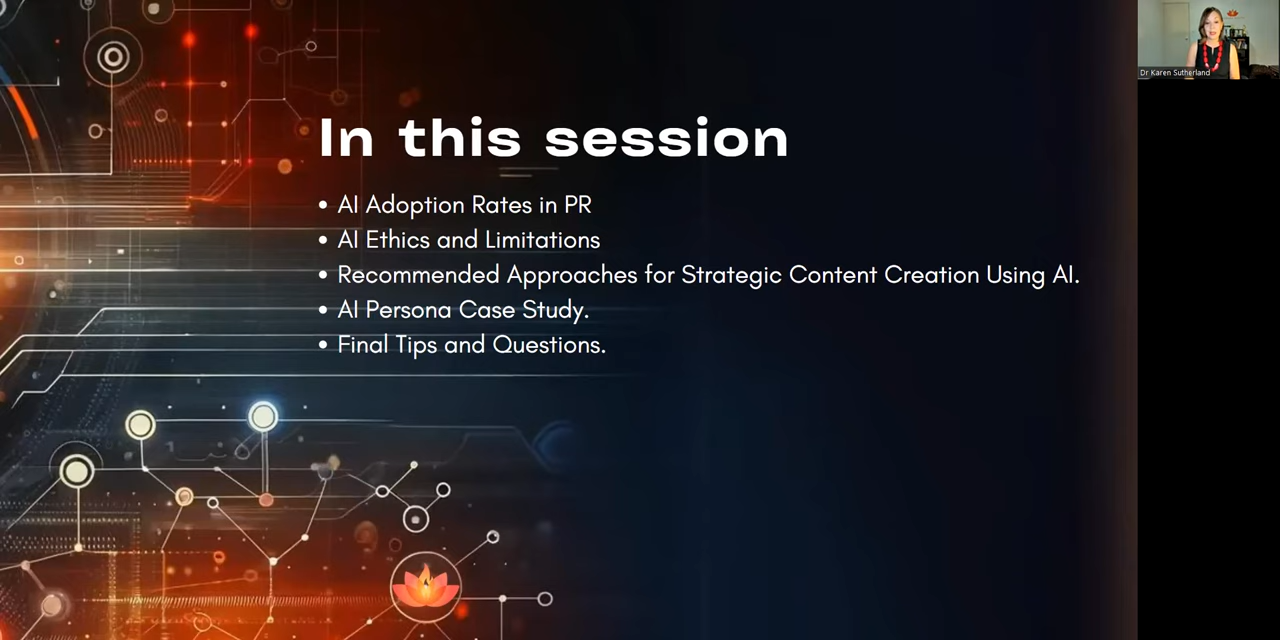 In this session
• AI Adoption Rates in PR
• AI Ethics and Limitations
• Recommended Approaches for Strategic Content Creation Using AI.
• AI Persona Case Study.
• Final Tips and Questions.
Dr Karen Sutherland